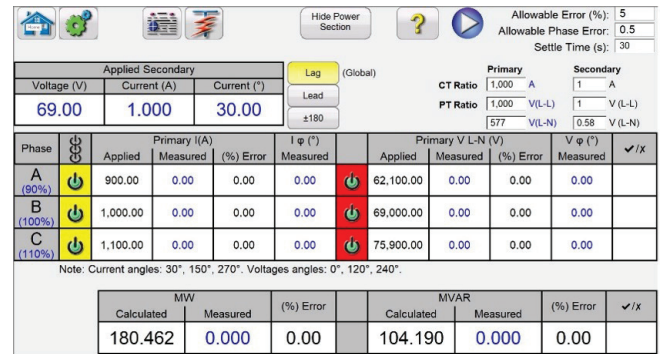 Hide Power Section
?
Allowable Error (%): 5
Allowable Phase Error: 0.5
Settle Time (s): 30
Applied Secondary
Voltage (V) Current (A) Current (°)
69.00 1.000 30.00
Lag (Global)
Lead
±180
Primary Secondary
CT Ratio 1,000 A 1 A
PT Ratio 1,000 V(L-L) 1 V (L-L)
577 V(L-N) 0.58 V (L-N)
Phase Primary I(A) I φ (°) Primary V L-N (V) V φ (°) ✔/✗
Applied Measured (%) Error Measured Applied Measured (%) Error Measured
A (90%) 900.00 0.00 0.00 0.00 62,100.00 0.00 0.00 0.00
B (100%) 1,000.00 0.00 0.00 0.00 69,000.00 0.00 0.00 0.00
C (110%) 1,100.00 0.00 0.00 0.00 75,900.00 0.00 0.00 0.00
Note: Current angles: 30°, 150°, 270°. Voltages angles: 0°, 120°, 240°.
MW (%) Error MVAR (%) Error ✔/✗
Calculated Measured Calculated Measured
180.462 0.000 0.00 104.190 0.000 0.00